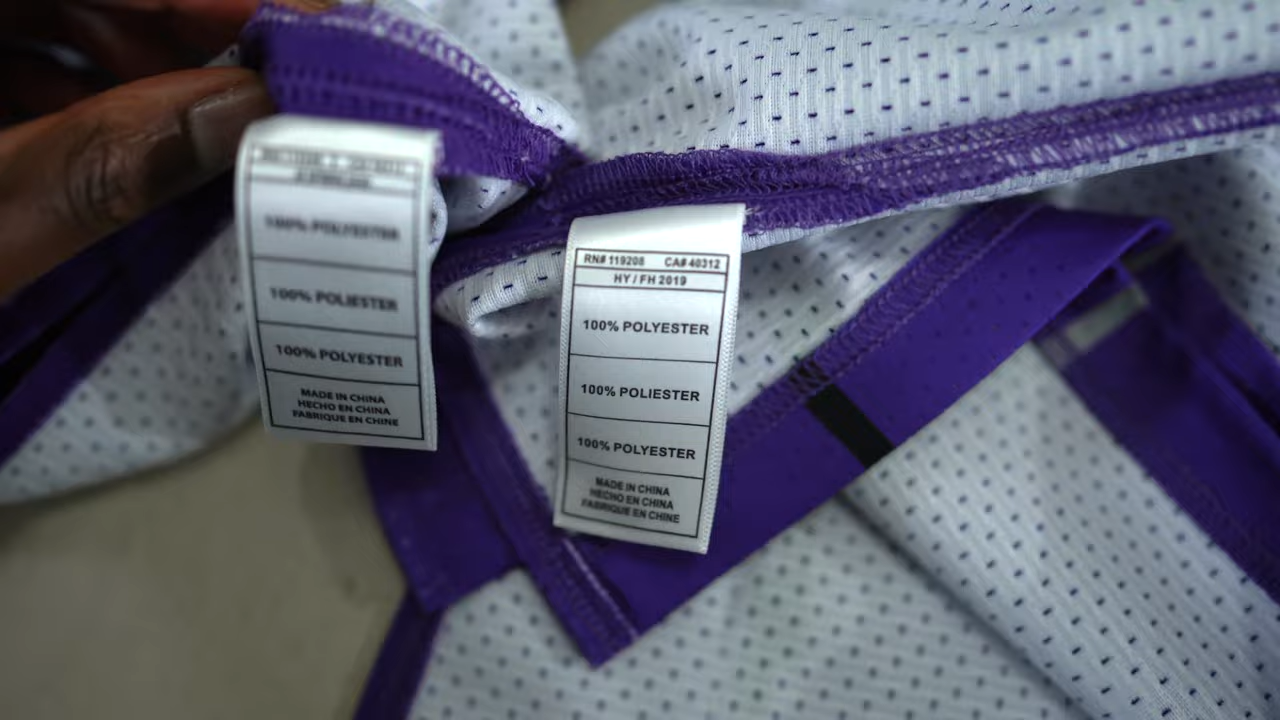 100% POLYESTER
100% POLIESTER
100% POLYESTER
MADE IN CHINA
HECHO EN CHINA
FABRIQUE EN CHINE
RN# 119208 CA# 40312
HY / FH 2019
100% POLYESTER
100% POLIESTER
100% POLYESTER
MADE IN CHINA
HECHO EN CHINA
FABRIQUE EN CHINE